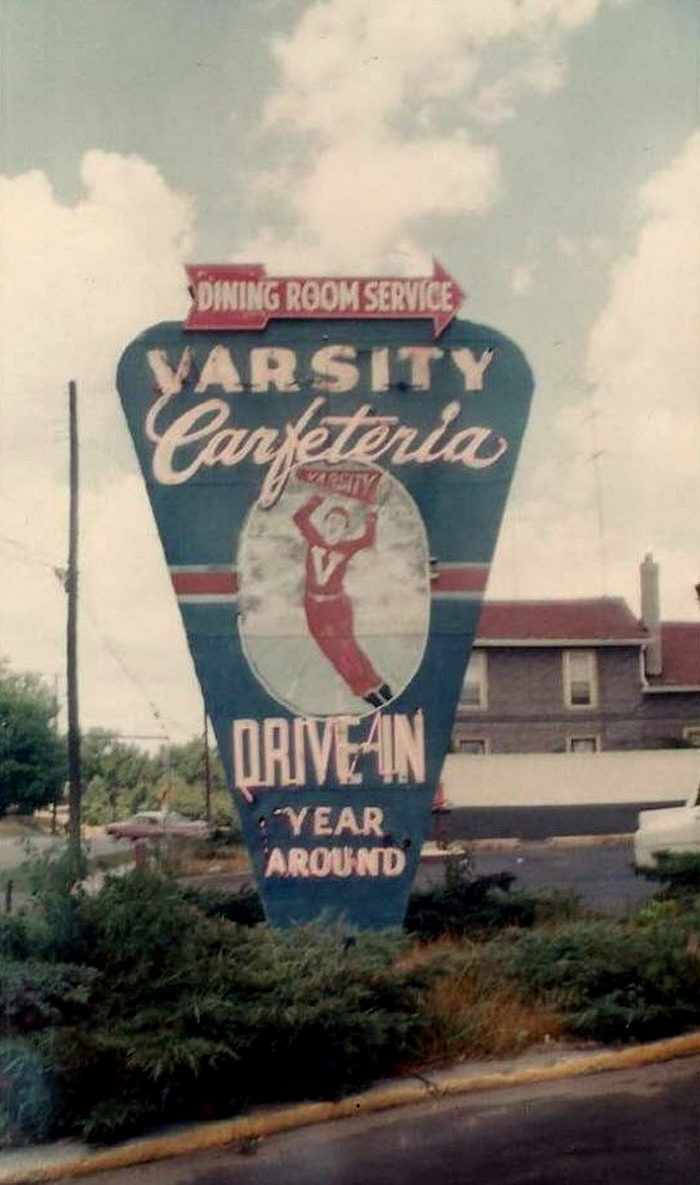 DINING ROOM SERVICE
VARSITY
Carfeteria
VARSITY
V
DRIVE-IN
YEAR
AROUND